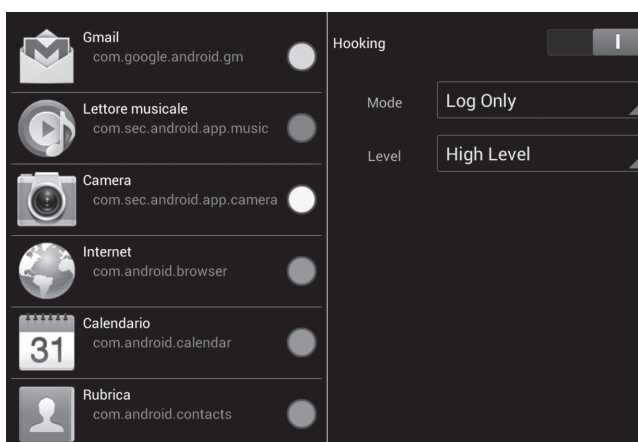 Gmail
com.google.android.gm
Lettore musicale
com.sec.android.app.music
Camera
com.sec.android.app.camera
Internet
com.android.browser
31
Calendario
com.android.calendar
Rubrica
com.android.contacts
Hooking
Mode
Log Only
Level
High Level